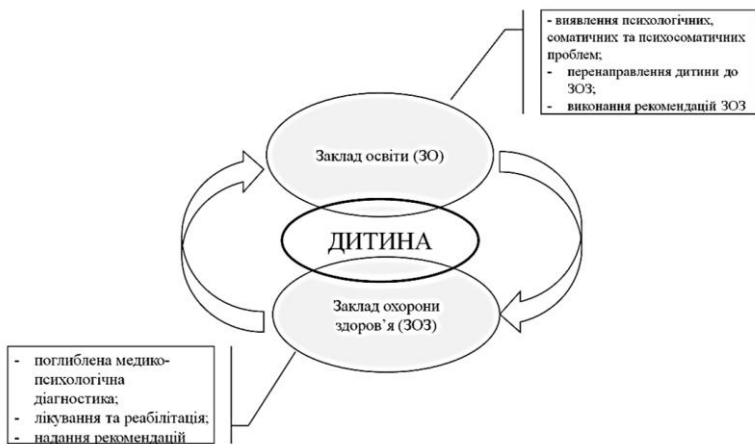 - виявлення психологічних,
соматичних та психосоматичних
проблем;
- перенаправлення дитини до
ЗОЗ;
- виконання рекомендацій ЗОЗ
Заклад освіти (ЗО)
ДИТИНА
Заклад охорони
здоров’я (ЗОЗ)
- поглиблена медико-
психологічна
діагностика;
- лікування та реабілітація;
- надання рекомендацій